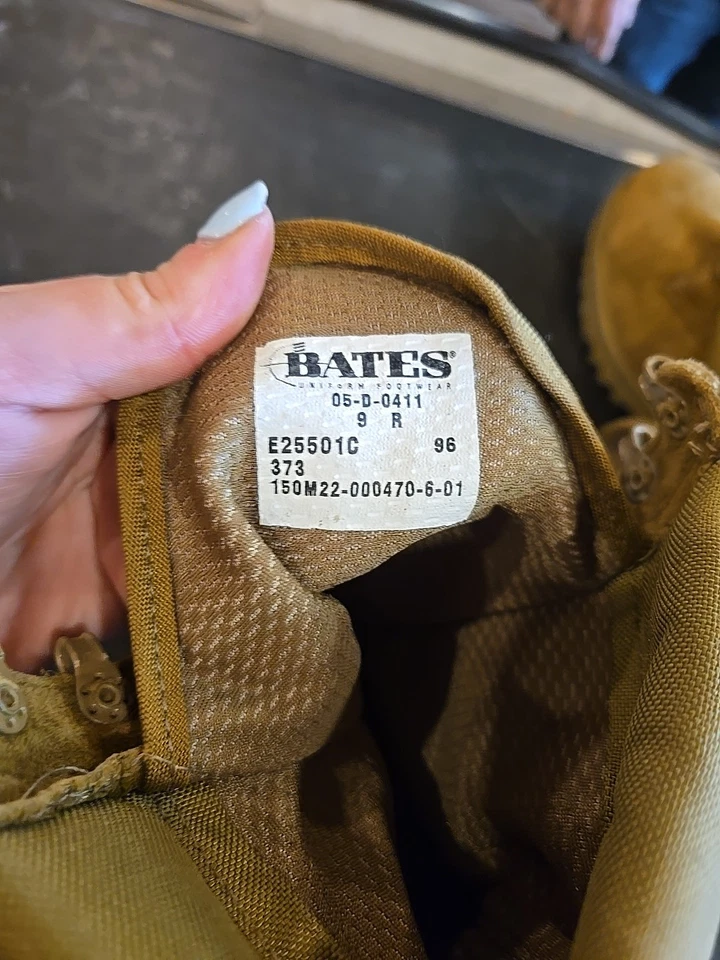 BATES®
UNIFORM FOOTWEAR
05-D-0411
9 R
E25501C 96
373
150M22-000470-6-01